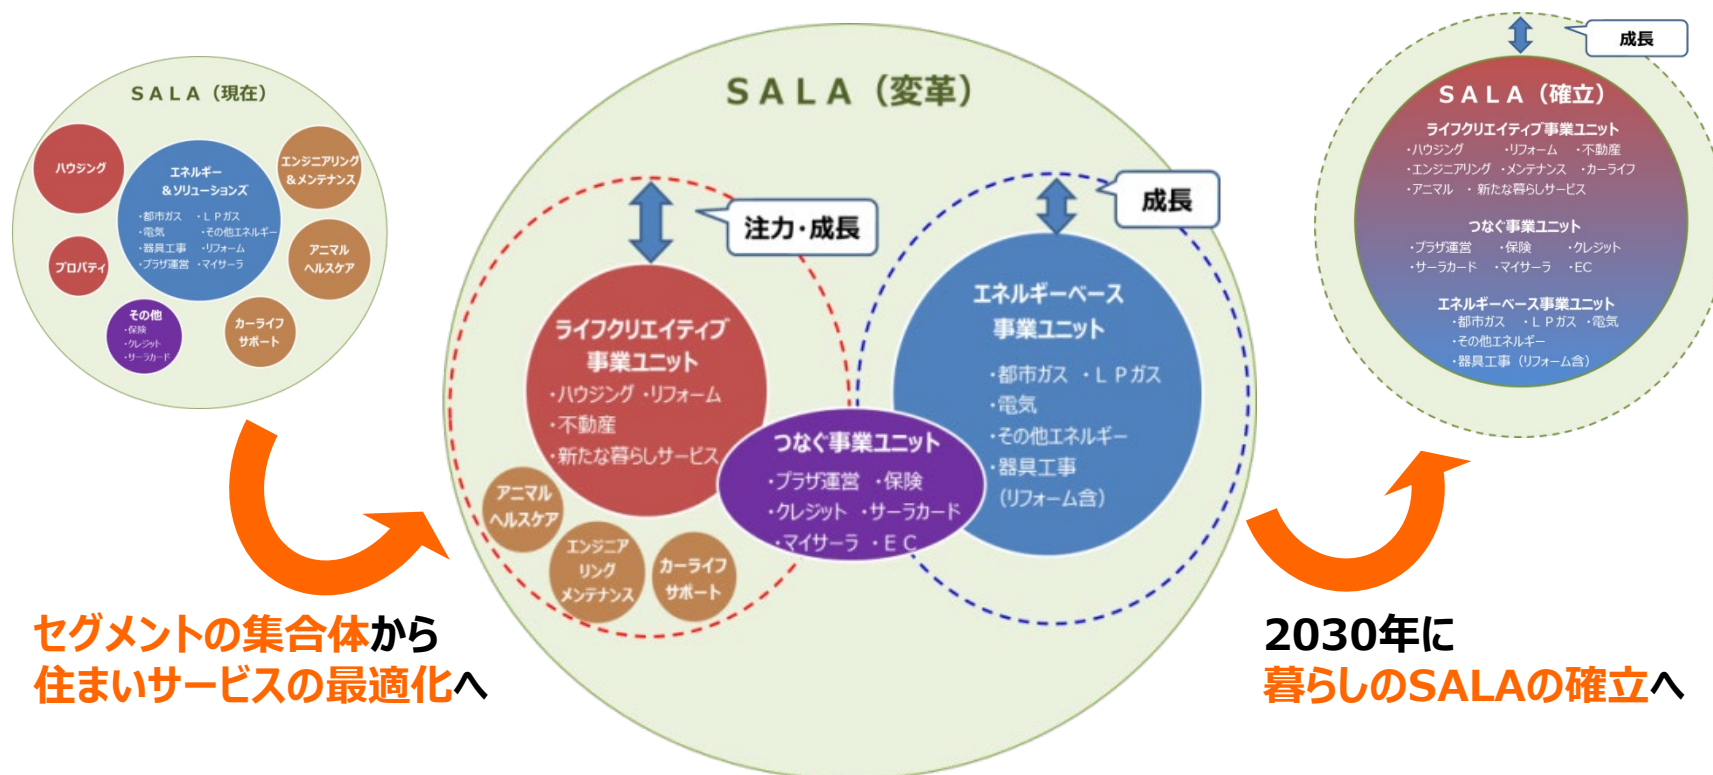 SALA（現在）
ハウジング
エネルギー
＆ソリューションズ
・都市ガス ・ＬＰガス
・電気 ・その他エネルギー
・器具工事 ・リフォーム
・プラザ運営 ・マイサーラ
エンジニアリング
＆メンテナンス
プロパティ
アニマル
ヘルスケア
その他
・保険
・クレジット
・サーラカード
カーライフ
サポート
セグメントの集合体から
住まいサービスの最適化へ
SALA（変革）
注力・成長
成長
ライフクリエイティブ
事業ユニット
・ハウジング ・リフォーム
・不動産
・新たな暮らしサービス
エネルギーベース
事業ユニット
・都市ガス ・ＬＰガス
・電気
・その他エネルギー
・器具工事
（リフォーム含）
つなぐ事業ユニット
・プラザ運営 ・保険
・クレジット ・サーラカード
・マイサーラ ・ＥＣ
アニマル
ヘルスケア
エンジニア
リング
メンテナンス
カーライフ
サポート
成長
SALA（確立）
ライフクリエイティブ事業ユニット
・ハウジング ・リフォーム ・不動産
・エンジニアリング ・メンテナンス ・カーライフ
・アニマル ・新たな暮らしサービス
つなぐ事業ユニット
・プラザ運営 ・保険 ・クレジット
・サーラカード ・マイサーラ ・EC
エネルギーベース事業ユニット
・都市ガス ・ＬＰガス ・電気
・その他エネルギー
・器具工事（リフォーム含）
2030年に
暮らしのSALAの確立へ